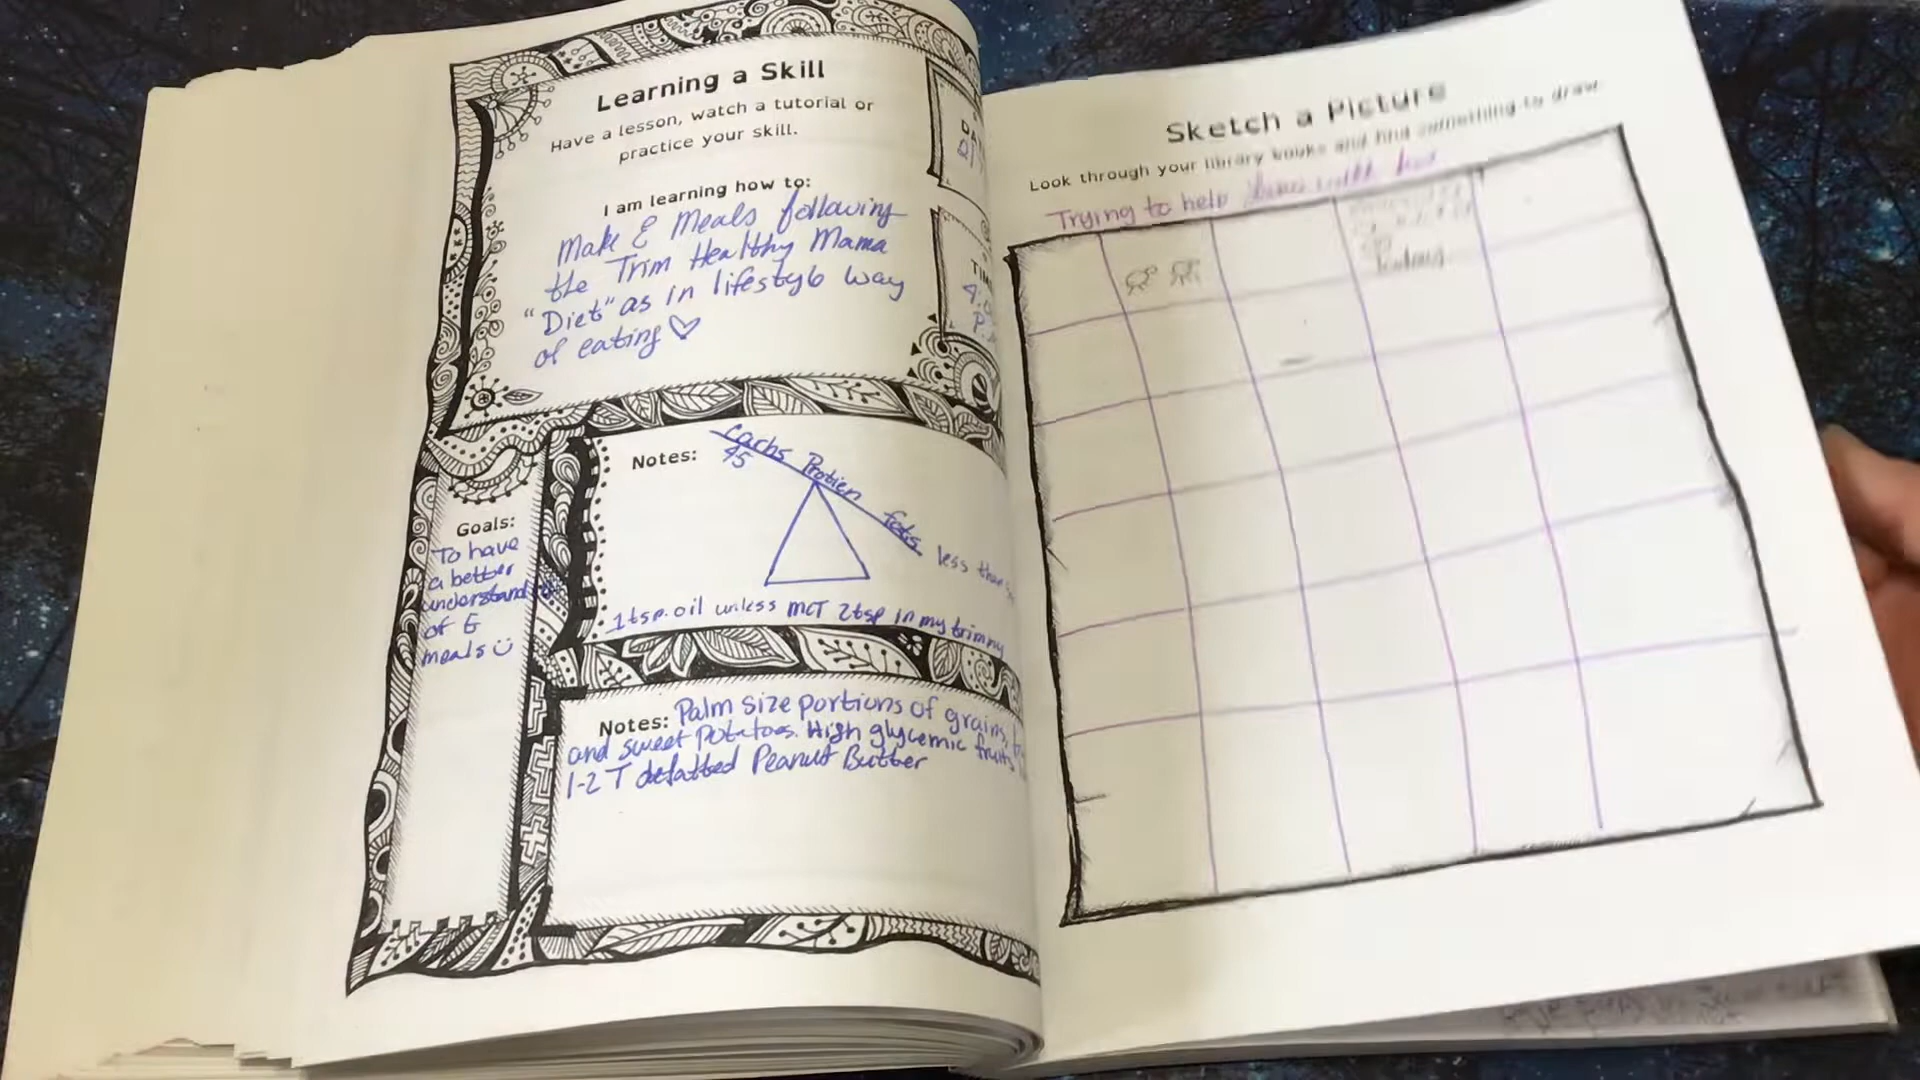 Learning a Skill
Have a lesson, watch a tutorial or
practice your skill.
I am learning how to:
Make E Meals following
the Trim Healthy Mama
"Diet" as in lifestyle way
of eating
DA
TIM
Notes:
Carbs Protien fats
45
less than
1 tsp. oil unless MCT 2tsp in my trimmy
Goals:
To have
a better
understanding
of E
meals
Notes: Palm size portions of grains,
and sweet potatoes. High glycemic fruits
1-2 T defatted Peanut Butter
Sketch a Picture
Look through your library books and find something to draw.
Trying to help